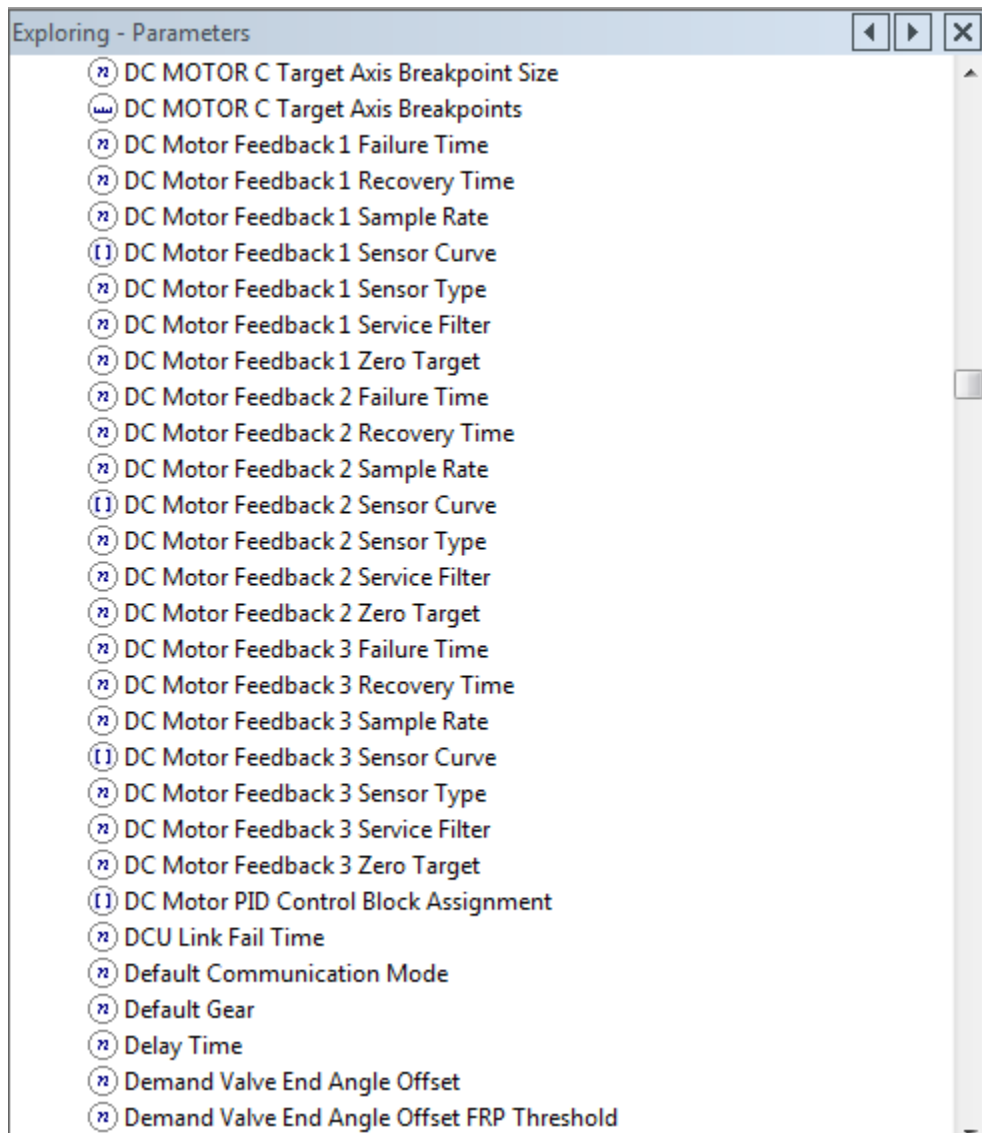 Exploring - Parameters
DC MOTOR C Target Axis Breakpoint Size
DC MOTOR C Target Axis Breakpoints
DC Motor Feedback 1 Failure Time
DC Motor Feedback 1 Recovery Time
DC Motor Feedback 1 Sample Rate
DC Motor Feedback 1 Sensor Curve
DC Motor Feedback 1 Sensor Type
DC Motor Feedback 1 Service Filter
DC Motor Feedback 1 Zero Target
DC Motor Feedback 2 Failure Time
DC Motor Feedback 2 Recovery Time
DC Motor Feedback 2 Sample Rate
DC Motor Feedback 2 Sensor Curve
DC Motor Feedback 2 Sensor Type
DC Motor Feedback 2 Service Filter
DC Motor Feedback 2 Zero Target
DC Motor Feedback 3 Failure Time
DC Motor Feedback 3 Recovery Time
DC Motor Feedback 3 Sample Rate
DC Motor Feedback 3 Sensor Curve
DC Motor Feedback 3 Sensor Type
DC Motor Feedback 3 Service Filter
DC Motor Feedback 3 Zero Target
DC Motor PID Control Block Assignment
DCU Link Fail Time
Default Communication Mode
Default Gear
Delay Time
Demand Valve End Angle Offset
Demand Valve End Angle Offset FRP Threshold